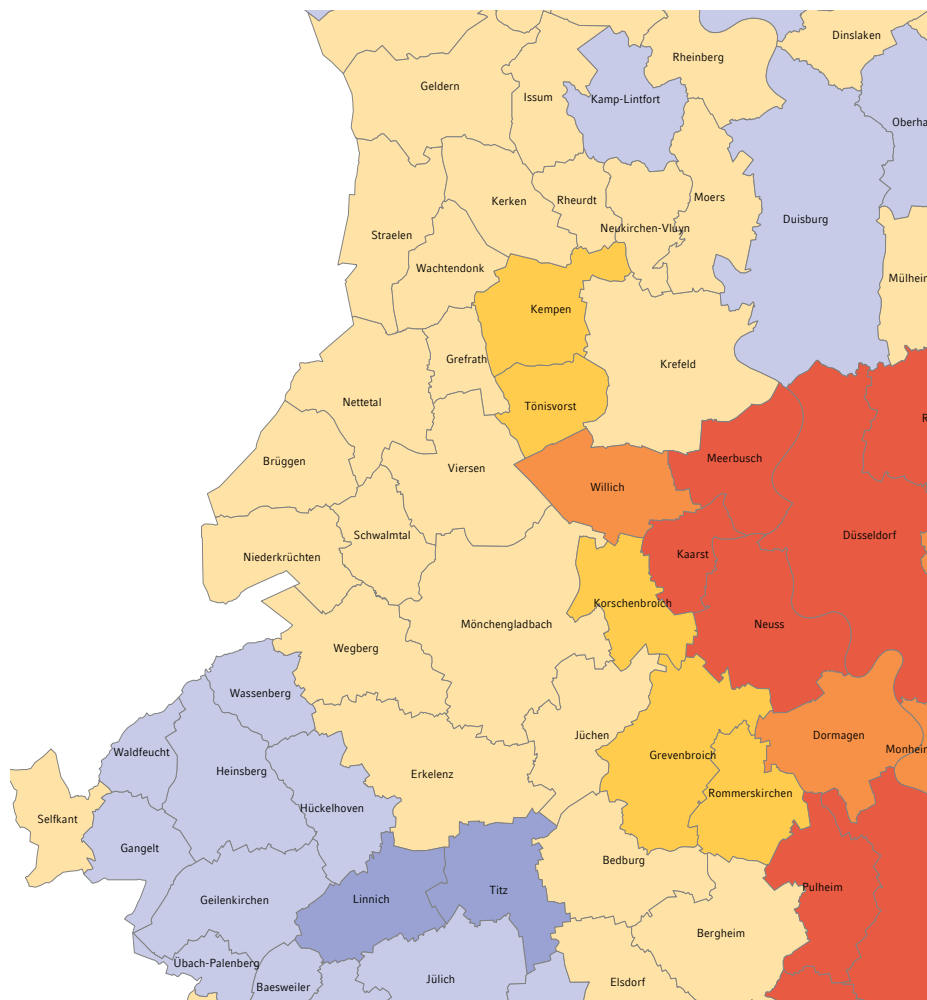 Dinslaken
Rheinberg
Geldern
Issum
Kamp-Lintfort
Oberha
Kerken
Rheurdt
Moers
Duisburg
Straelen
Neukirchen-Vluyn
Wachtendonk
Mülheim
Kempen
Grefrath
Krefeld
Nettetal
Tönisvorst
R
Brüggen
Viersen
Meerbusch
Willich
Schwalmtal
Düsseldorf
Niederkrüchten
Kaarst
Korschenbroich
Mönchengladbach
Neuss
Wegberg
Wassenberg
Jüchen
Dormagen
Waldfeucht
Grevenbroich
Monheim
Heinsberg
Erkelenz
Rommerskirchen
Hückelhoven
Selfkant
Gangelt
Bedburg
Titz
Pulheim
Geilenkirchen
Linnich
Bergheim
Übach-Palenberg
Jülich
Elsdorf
Baesweiler